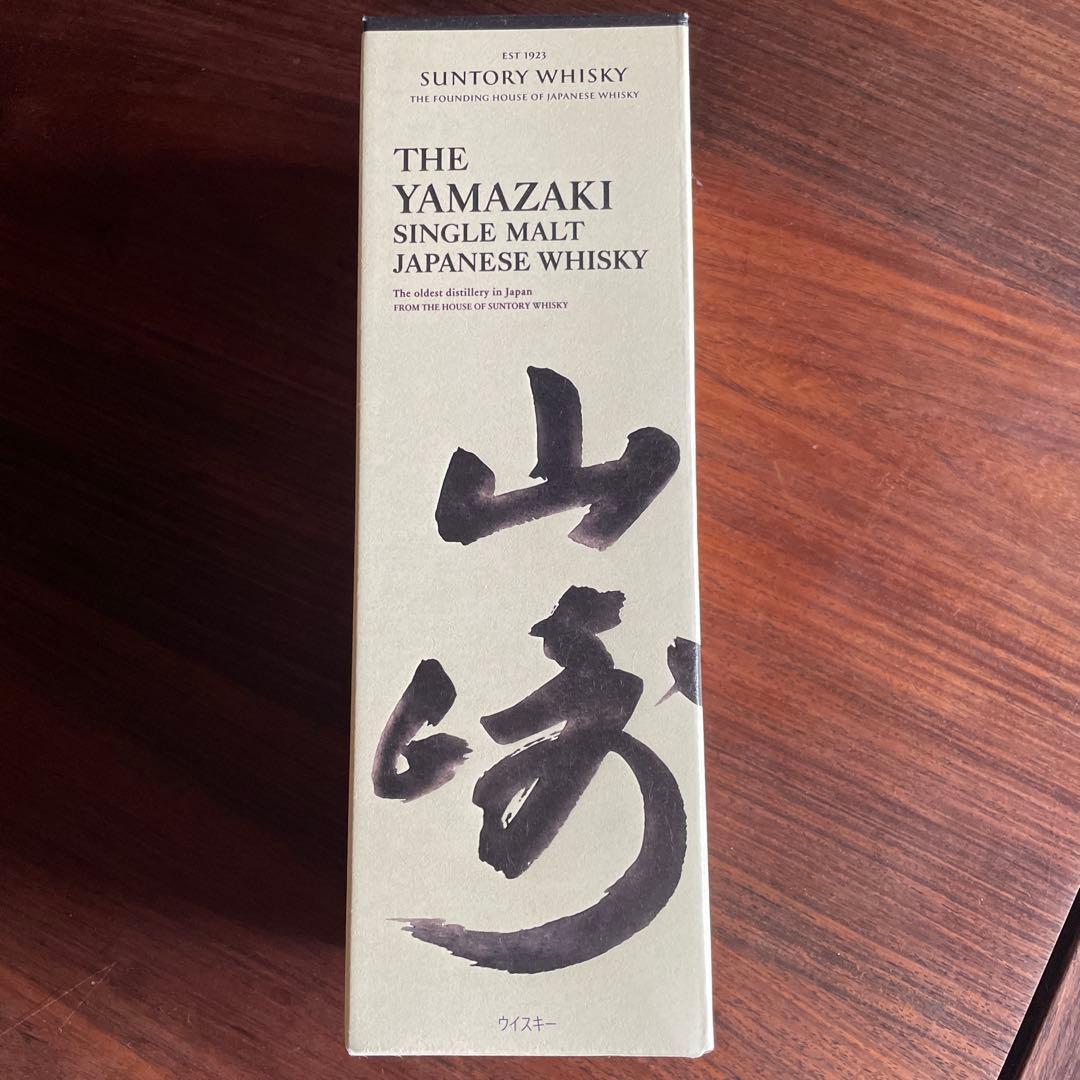 EST 1923
SUNTORY WHISKY
THE FOUNDING HOUSE OF JAPANESE WHISKY
THE
YAMAZAKI
SINGLE MALT
JAPANESE WHISKY
The oldest distillery in Japan
FROM THE HOUSE OF SUNTORY WHISKY
山
崎
ウイスキー